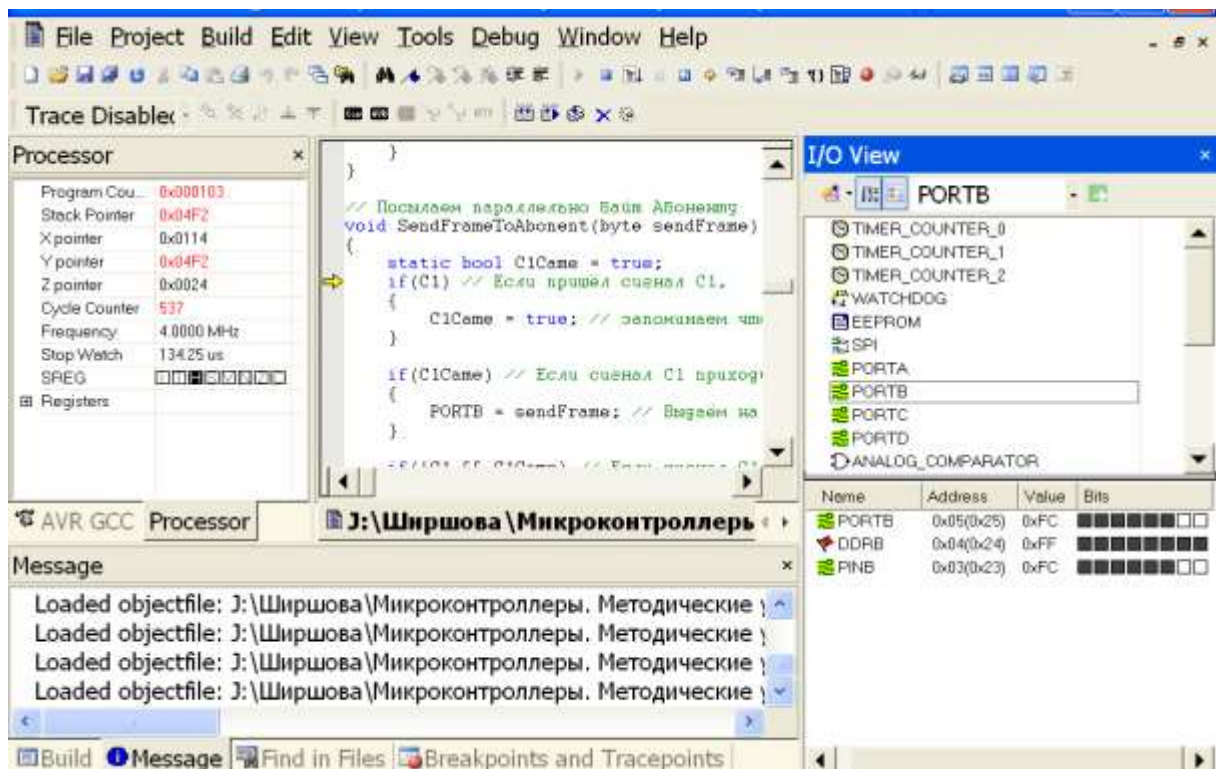 File Project Build Edit View Tools Debug Window Help
Trace Disablec
Processor
Program Cou... 0x000103
Stack Pointer 0x04F2
X pointer 0x0114
Y pointer 0x04F2
Z pointer 0x0024
Cycle Counter 537
Frequency 4.0000 MHz
Stop Watch 134.25 us
SREG
Registers
AVR GCC Processor
}
}
// Посылаем параллельно байт Абоненту
void SendFrameToAbonent(byte sendFrame)
{
static bool C1Came = true;
if(C1) // Если пришёл сигнал C1,
{
C1Came = true; // запоминаем что
}
if(C1Came) // Если сигнал C1 приход
{
PORTB = sendFrame; // Выдаём на
}
J:\Ширшова\Микроконтроллерь
I/O View
PORTB
TIMER_COUNTER_0
TIMER_COUNTER_1
TIMER_COUNTER_2
WATCHDOG
EEPROM
SPI
PORTA
PORTB
PORTC
PORTD
ANALOG_COMPARATOR
Name Address Value Bits
PORTB 0x05(0x25) 0xFC
DDRB 0x04(0x24) 0xFF
PINB 0x03(0x23) 0xFC
Message
Loaded objectfile: J:\Ширшова\Микроконтроллеры. Методические
Loaded objectfile: J:\Ширшова\Микроконтроллеры. Методические
Loaded objectfile: J:\Ширшова\Микроконтроллеры. Методические
Loaded objectfile: J:\Ширшова\Микроконтроллеры. Методические
Build Message Find in Files Breakpoints and Tracepoints